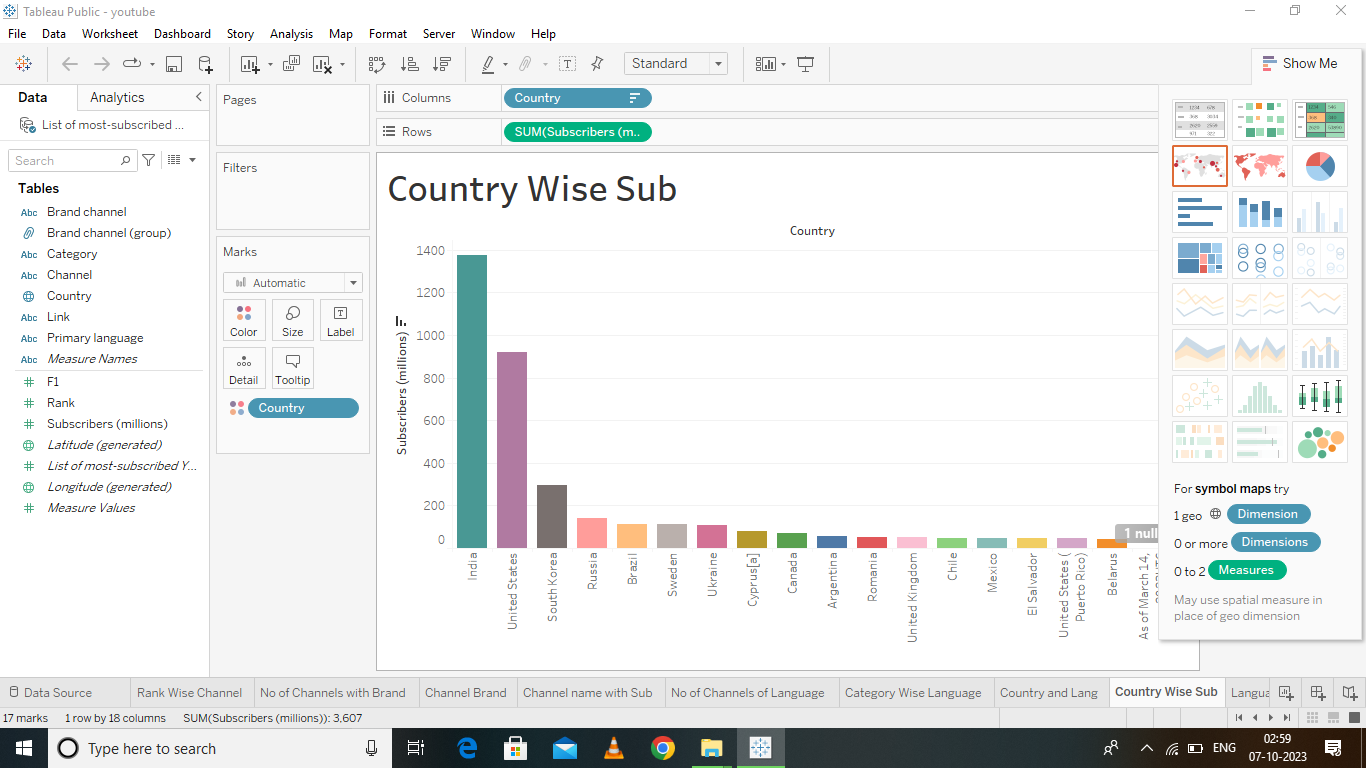 Tableau Public - youtube
File Data Worksheet Dashboard Story Analysis Map Format Server Window Help
Standard
Show Me
Data Analytics
List of most-subscribed ...
Search
Tables
Abc Brand channel
Brand channel (group)
Abc Category
Abc Channel
Country
Abc Link
Abc Primary language
Abc Measure Names
F1
Rank
Subscribers (millions)
Latitude (generated)
List of most-subscribed Y...
Longitude (generated)
Measure Values
Pages
Filters
Marks
Automatic
Color Size Label
Detail Tooltip
Country
Columns Country
Rows SUM(Subscribers (m..
Country Wise Sub
Country
Subscribers (millions)
1400
1200
1000
800
600
400
200
0
India
United States
South Korea
Russia
Brazil
Sweden
Ukraine
Cyprus[a]
Canada
Argentina
Romania
United Kingdom
Chile
Mexico
El Salvador
United States (
Puerto Rico)
Belarus
As of March 14,
1 null
For symbol maps try
1 geo Dimension
0 or more Dimensions
0 to 2 Measures
May use spatial measure in
place of geo dimension
Data Source Rank Wise Channel No of Channels with Brand Channel Brand Channel name with Sub No of Channels of Language Category Wise Language Country and Lang Country Wise Sub Langua
17 marks 1 row by 18 columns SUM(Subscribers (millions)): 3,607
Type here to search
ENG
02:59
07-10-2023